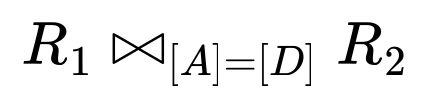 R₁ ⋈[A]=[D] R₂